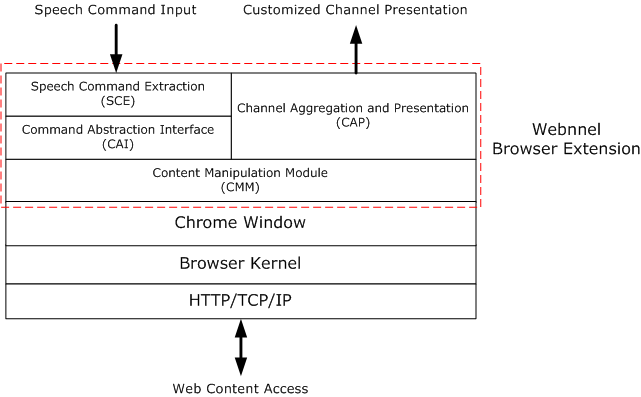 Speech Command Input
Customized Channel Presentation
Speech Command Extraction
(SCE)
Channel Aggregation and Presentation
(CAP)
Command Abstraction Interface
(CAI)
Webnnel
Browser Extension
Content Manipulation Module
(CMM)
Chrome Window
Browser Kernel
HTTP/TCP/IP
Web Content Access